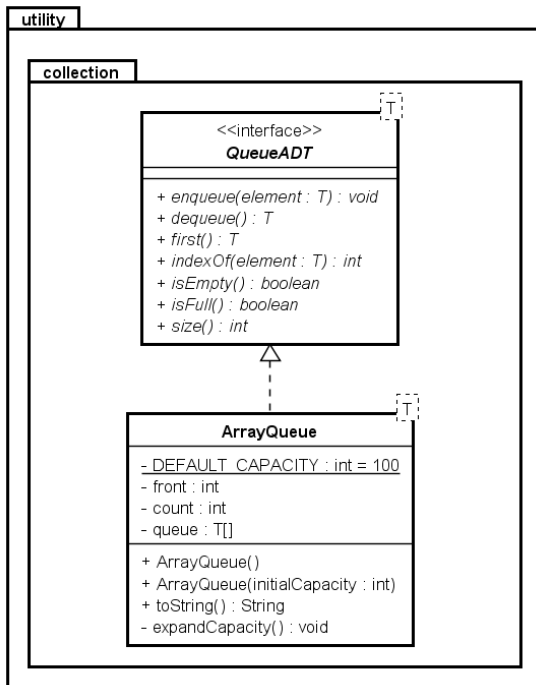 utility
collection
T
<<interface>>
QueueADT
+ enqueue(element : T) : void
+ dequeue() : T
+ first() : T
+ indexOf(element : T) : int
+ isEmpty() : boolean
+ isFull() : boolean
+ size() : int
T
ArrayQueue
- DEFAULT_CAPACITY : int = 100
- front : int
- count : int
- queue : T[]
+ ArrayQueue()
+ ArrayQueue(initialCapacity : int)
+ toString() : String
- expandCapacity() : void